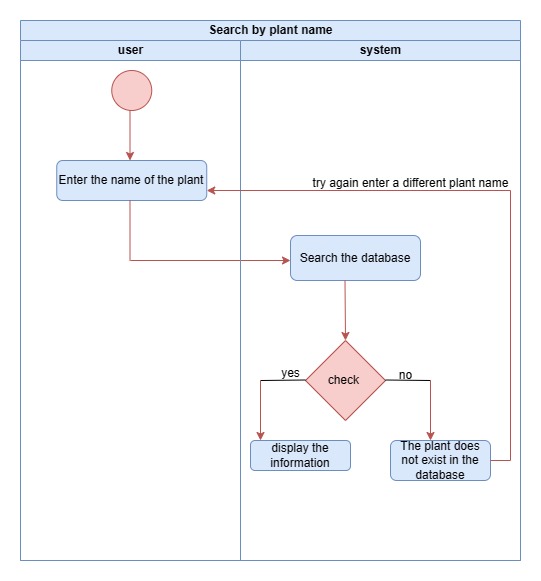 Search by plant name
user
system
Enter the name of the plant
try again enter a different plant name
Search the database
check
yes
no
display the
information
The plant does
not exist in the
database